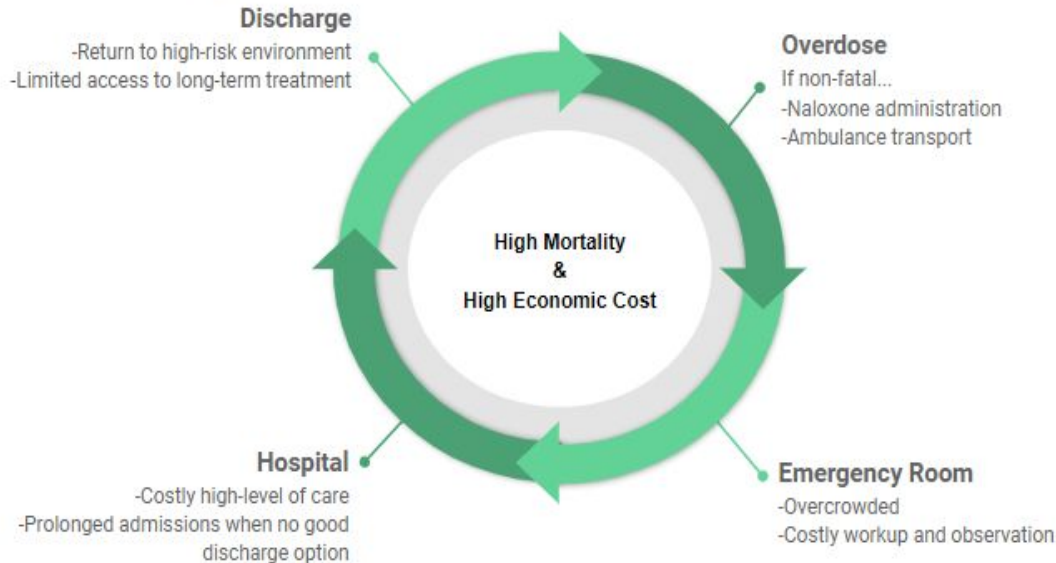 Discharge
-Return to high-risk environment
-Limited access to long-term treatment
Overdose
If non-fatal...
-Naloxone administration
-Ambulance transport
High Mortality
&
High Economic Cost
Hospital
-Costly high-level of care
-Prolonged admissions when no good
discharge option
Emergency Room
-Overcrowded
-Costly workup and observation